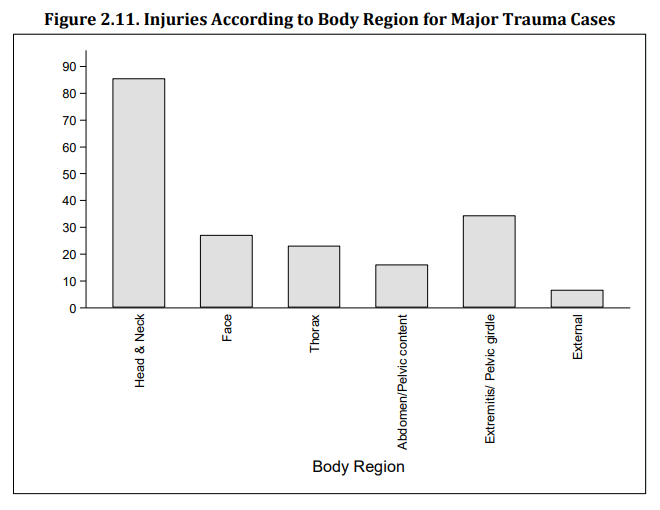 Figure 2.11. Injuries According to Body Region for Major Trauma Cases
90
80
70
60
50
40
30
20
10
0
Head & Neck
Face
Thorax
Abdomen/Pelvic content
Extremitis/ Pelvic girdle
External
Body Region